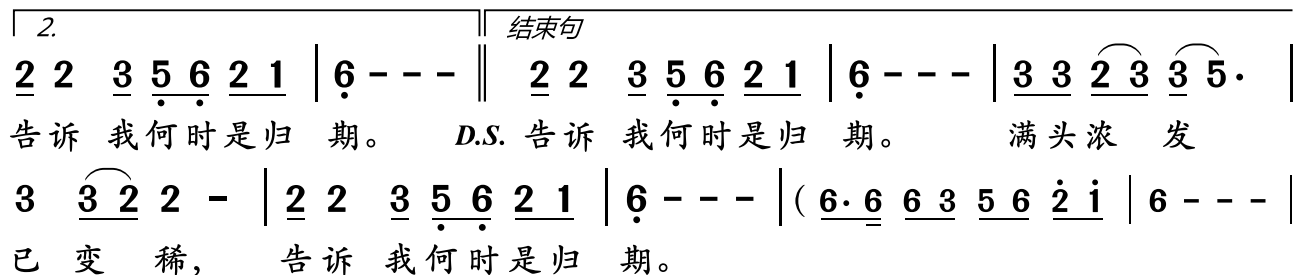 2. 结束句
2 2 3 5 6 2 1 | 6 - - - || 2 2 3 5 6 2 1 | 6 - - - | 3 3 2 3 3 5 · |
告诉 我何时是归 期。 D.S. 告诉 我何时是归 期。 满头浓 发
3 3 2 2 - | 2 2 3 5 6 2 1 | 6 - - - | ( 6 · 6 6 3 5 6 2 1 | 6 - - - |
已 变 稀, 告诉 我何时是归 期。